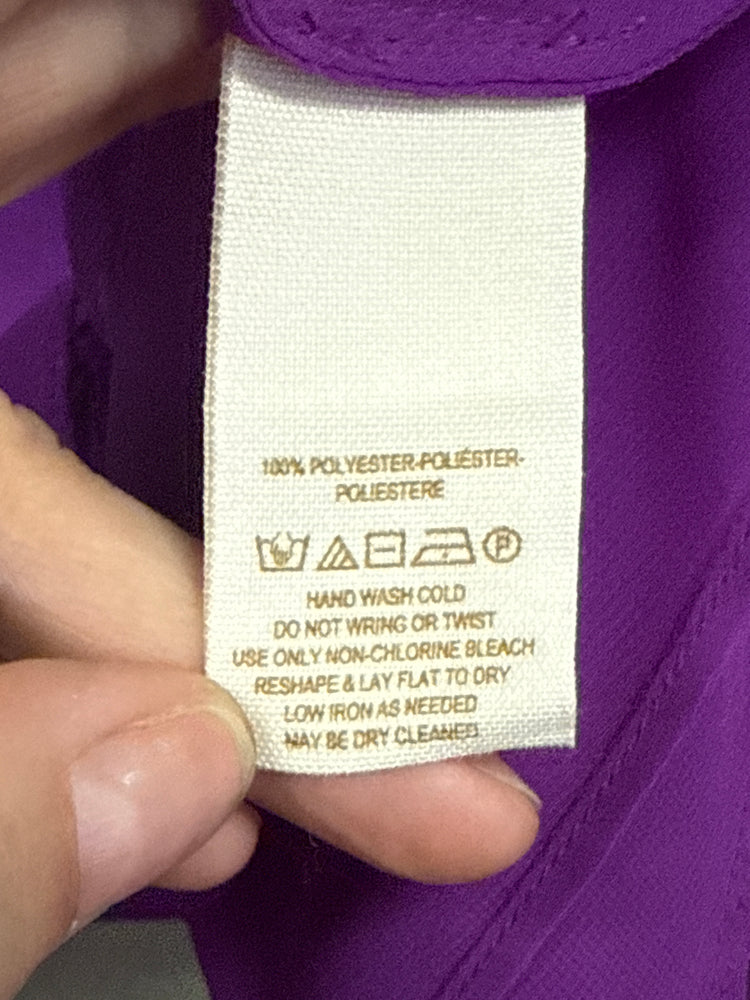 100% POLYESTER-POLIÉSTER-
POLIESTERE
P
HAND WASH COLD
DO NOT WRING OR TWIST
USE ONLY NON-CHLORINE BLEACH
RESHAPE & LAY FLAT TO DRY
LOW IRON AS NEEDED
MAY BE DRY CLEANED